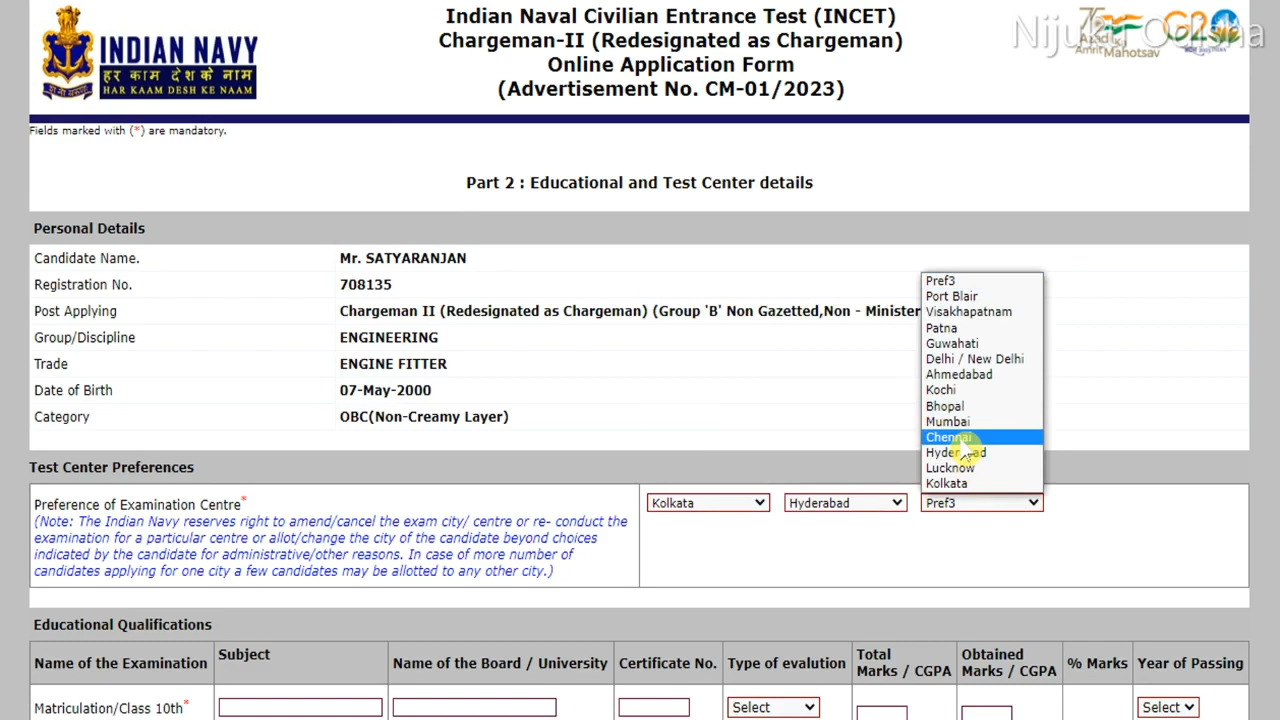 INDIAN NAVY
हर काम देश के नाम
HAR KAAM DESH KE NAAM
Indian Naval Civilian Entrance Test (INCET)
Chargeman-II (Redesignated as Chargeman)
Online Application Form
(Advertisement No. CM-01/2023)
Azadi Ka
Amrit Mahotsav
Fields marked with (*) are mandatory.
Part 2 : Educational and Test Center details
Personal Details
Candidate Name. Mr. SATYARANJAN
Registration No. 708135
Post Applying Chargeman II (Redesignated as Chargeman) (Group 'B' Non Gazetted,Non - Minister
Group/Discipline ENGINEERING
Trade ENGINE FITTER
Date of Birth 07-May-2000
Category OBC(Non-Creamy Layer)
Pref3
Port Blair
Visakhapatnam
Patna
Guwahati
Delhi / New Delhi
Ahmedabad
Kochi
Bhopal
Mumbai
Chennai
Hyderabad
Lucknow
Kolkata
Test Center Preferences
Preference of Examination Centre* Kolkata Hyderabad Pref3
(Note: The Indian Navy reserves right to amend/cancel the exam city/ centre or re- conduct the
examination for a particular centre or allot/change the city of the candidate beyond choices
indicated by the candidate for administrative/other reasons. In case of more number of
candidates applying for one city a few candidates may be allotted to any other city.)
Educational Qualifications
Name of the Examination Subject Name of the Board / University Certificate No. Type of evalution Total Marks / CGPA Obtained Marks / CGPA % Marks Year of Passing
Matriculation/Class 10th* Select Select